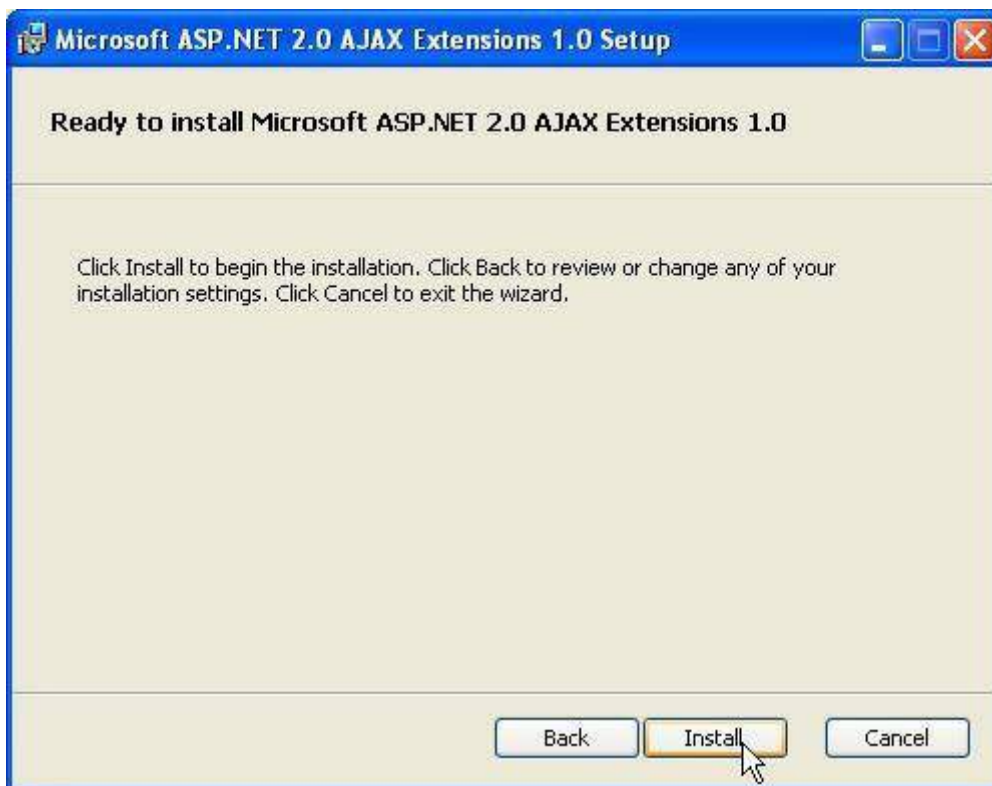 Microsoft ASP.NET 2.0 AJAX Extensions 1.0 Setup
Ready to install Microsoft ASP.NET 2.0 AJAX Extensions 1.0
Click Install to begin the installation. Click Back to review or change any of your
installation settings. Click Cancel to exit the wizard.
Back Install Cancel